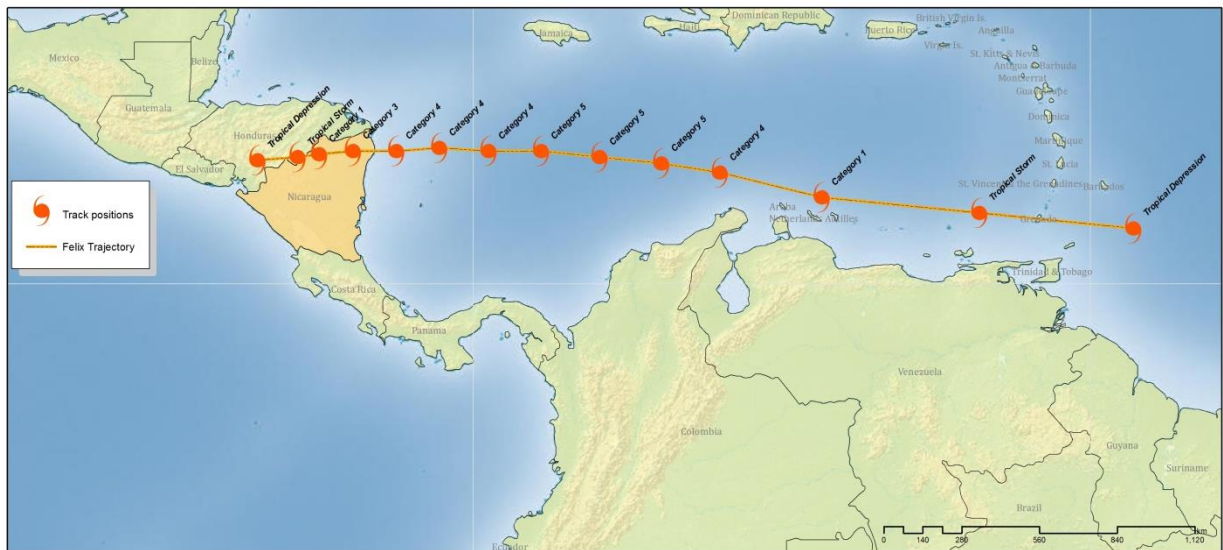 Mexico
Belize
Guatemala
Honduras
El Salvador
Nicaragua
Costa Rica
Panama
Jamaica
Haiti
Dominican Republic
Puerto Rico
British Virgin Is.
Virgin Is.
Anguilla
St. Kitts & Nevis
Antigua & Barbuda
Montserrat
Guadeloupe
Dominica
Martinique
St. Lucia
St. Vincent & the Grenadines
Barbados
Grenada
Trinidad & Tobago
Aruba
Netherlands Antilles
Venezuela
Colombia
Guyana
Suriname
Brazil
Ecuador
Tropical Depression
Tropical Storm
Category 1
Category 3
Category 4
Category 4
Category 4
Category 5
Category 5
Category 5
Category 4
Category 1
Tropical Storm
Tropical Depression
Track positions
Felix Trajectory
km
0 140 280 560 840 1.120